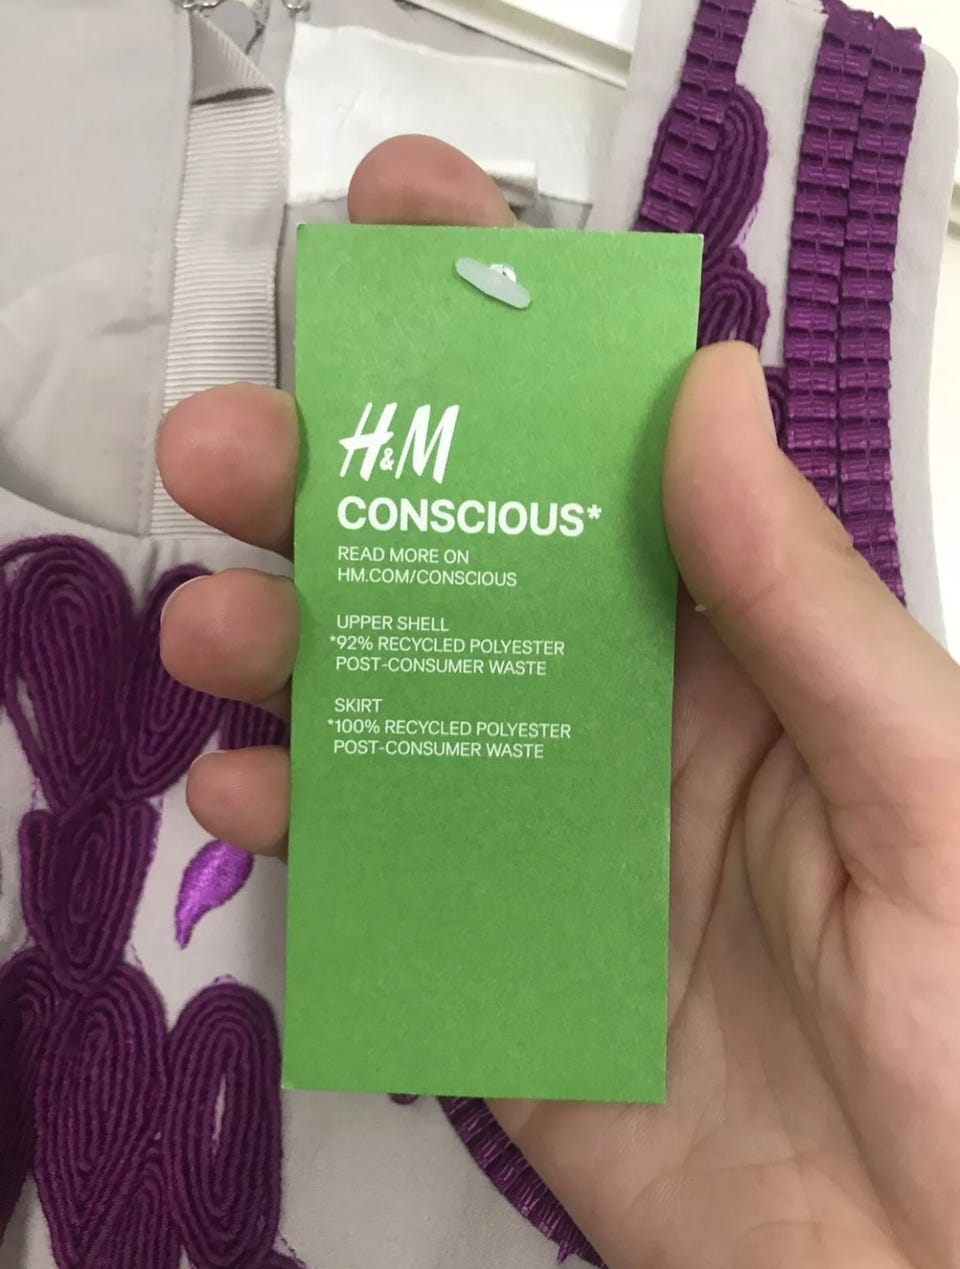 H&M
CONSCIOUS*
READ MORE ON
HM.COM/CONSCIOUS
UPPER SHELL
*92% RECYCLED POLYESTER
POST-CONSUMER WASTE
SKIRT
*100% RECYCLED POLYESTER
POST-CONSUMER WASTE